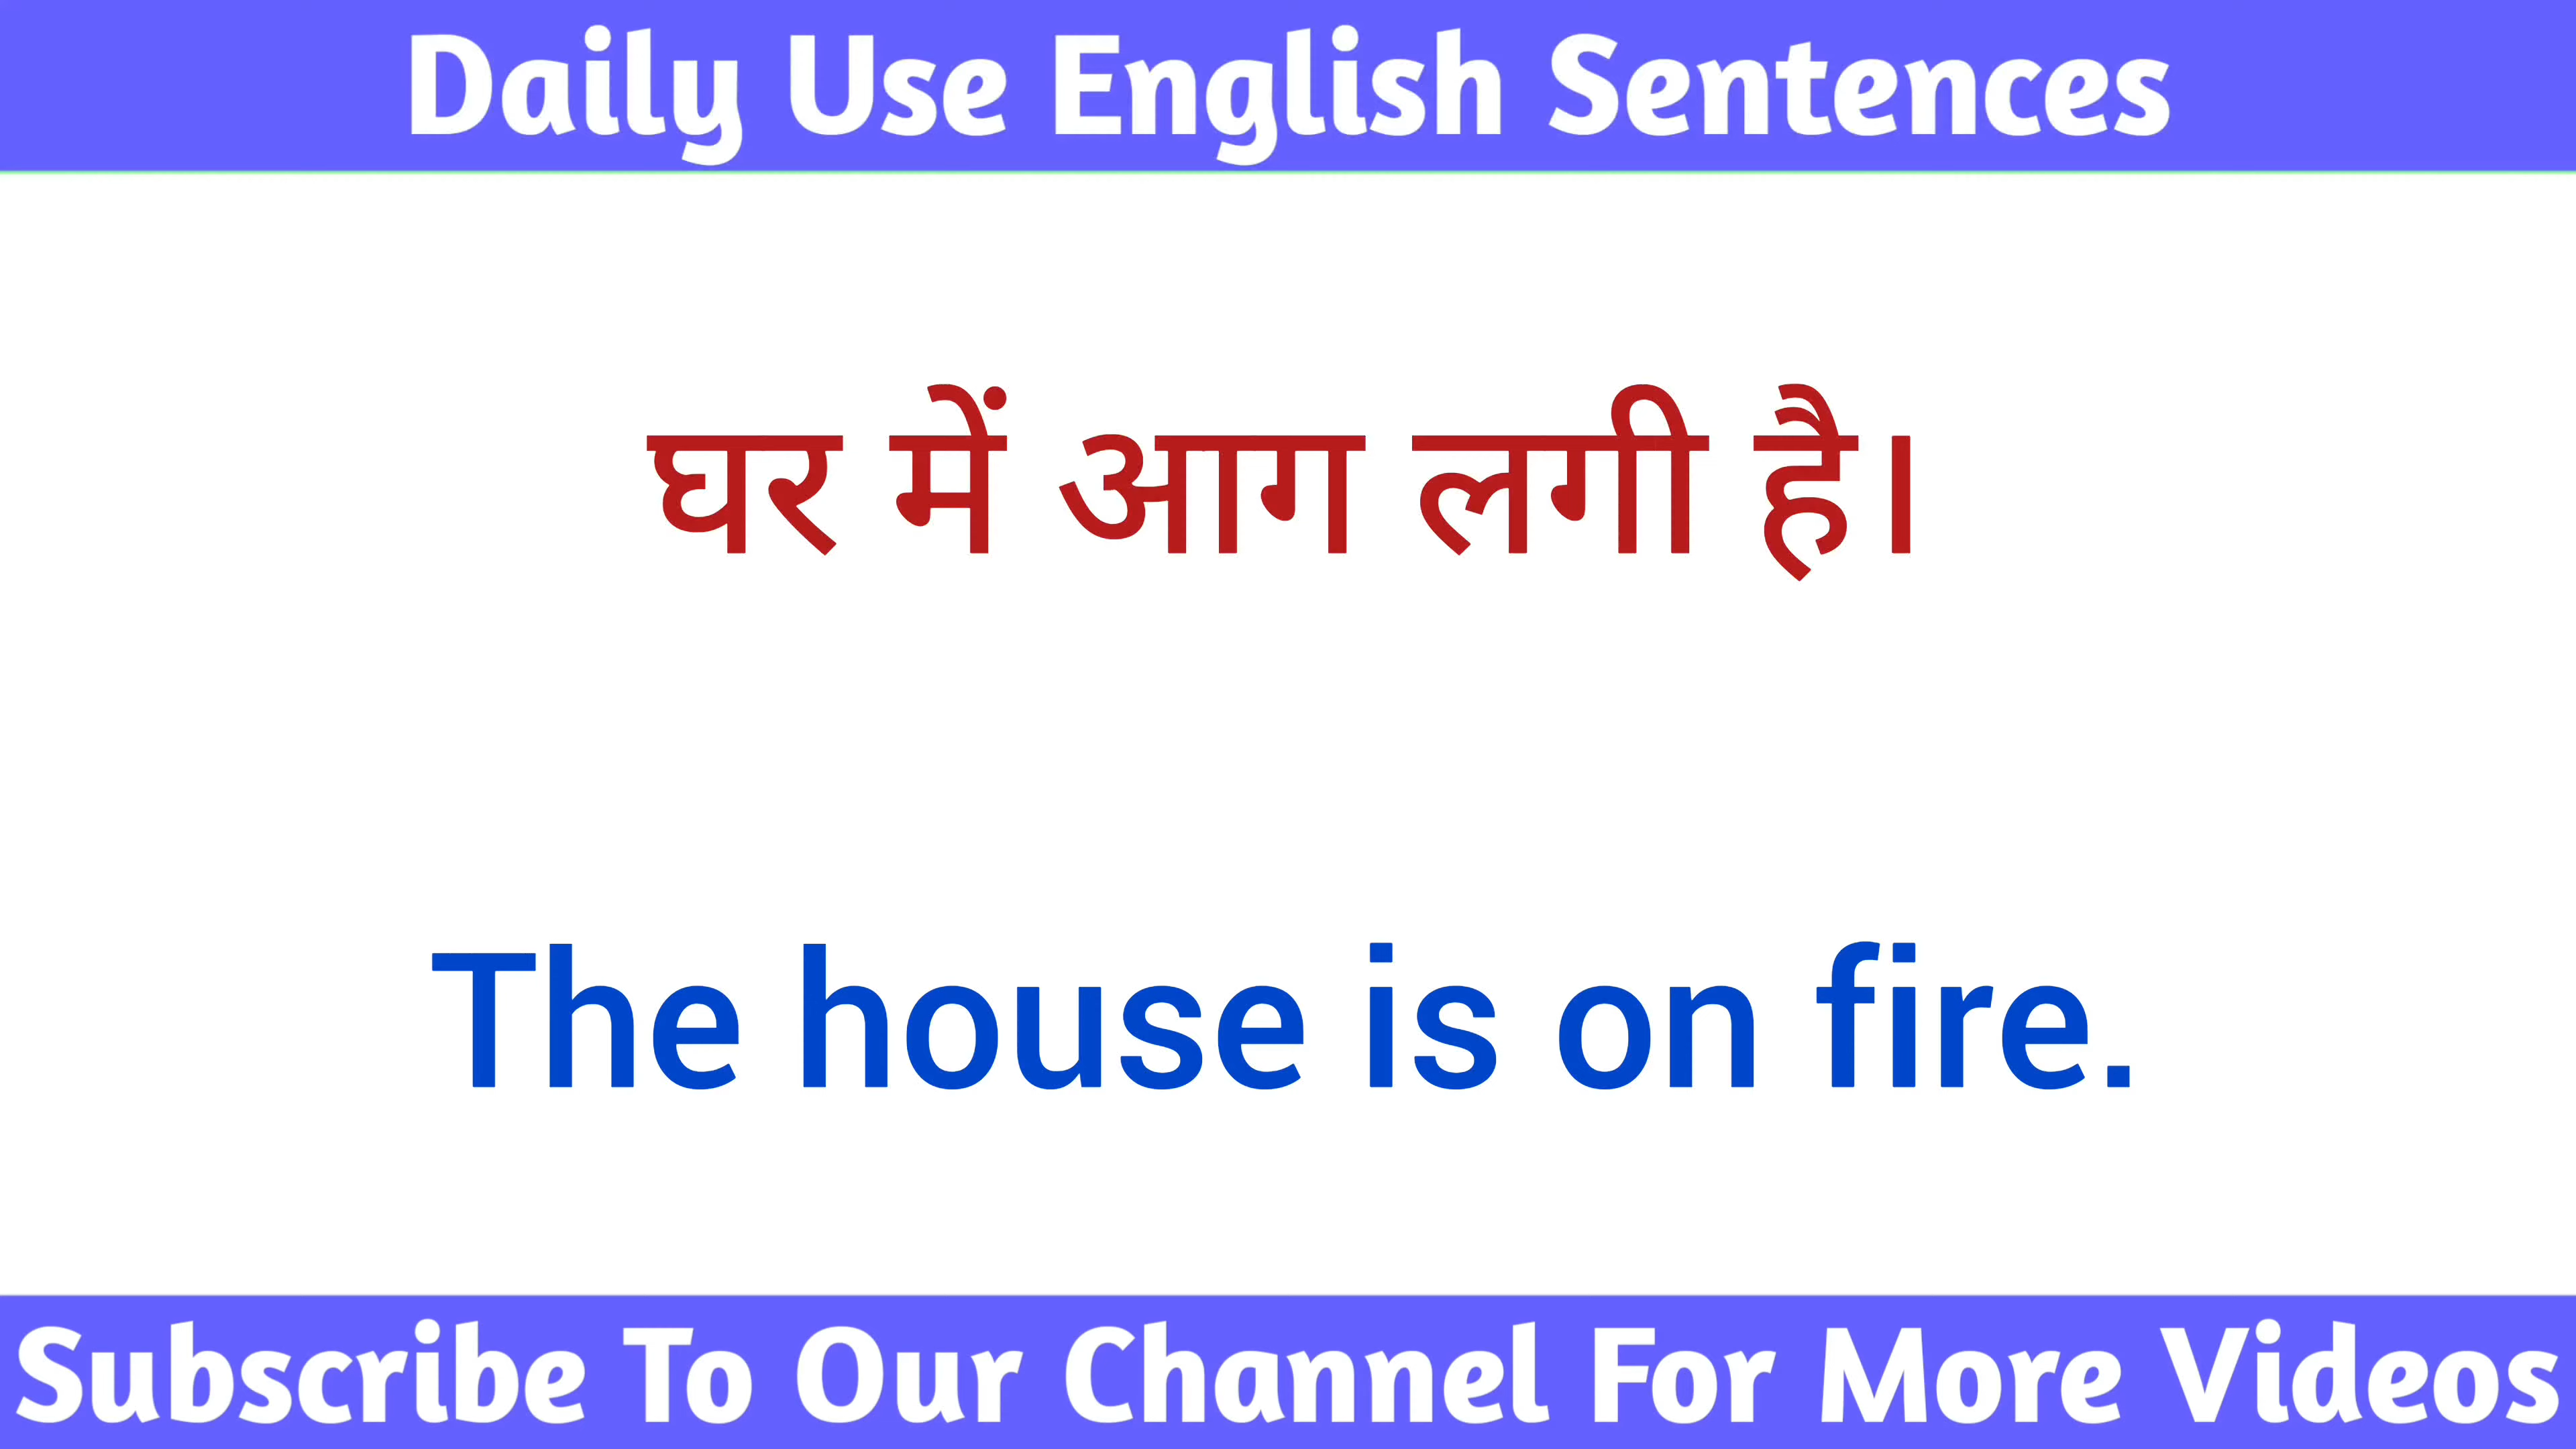 Daily Use English Sentences
घर में आग लगी है।
The house is on fire.
Subscribe To Our Channel For More Videos